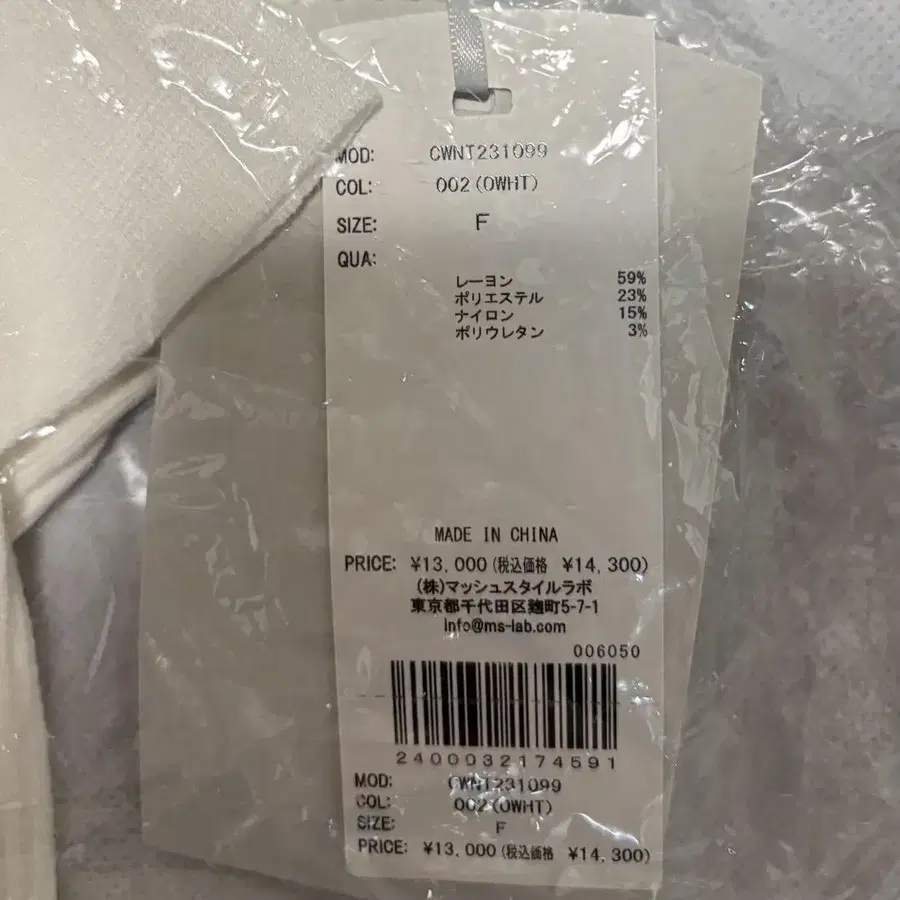 MOD: CWNT231099
COL: 002(OWHT)
SIZE: F
QUA:
レーヨン 59%
ポリエステル 23%
ナイロン 15%
ポリウレタン 3%
MADE IN CHINA
PRICE: ¥13,000(税込価格 ¥14,300)
(株)マッシュスタイルラボ
東京都千代田区麹町5-7-1
info@ms-lab.com
006050
2400032174591
MOD: CWNT231099
COL: 002(OWHT)
SIZE: F
PRICE: ¥13,000(税込価格 ¥14,300)